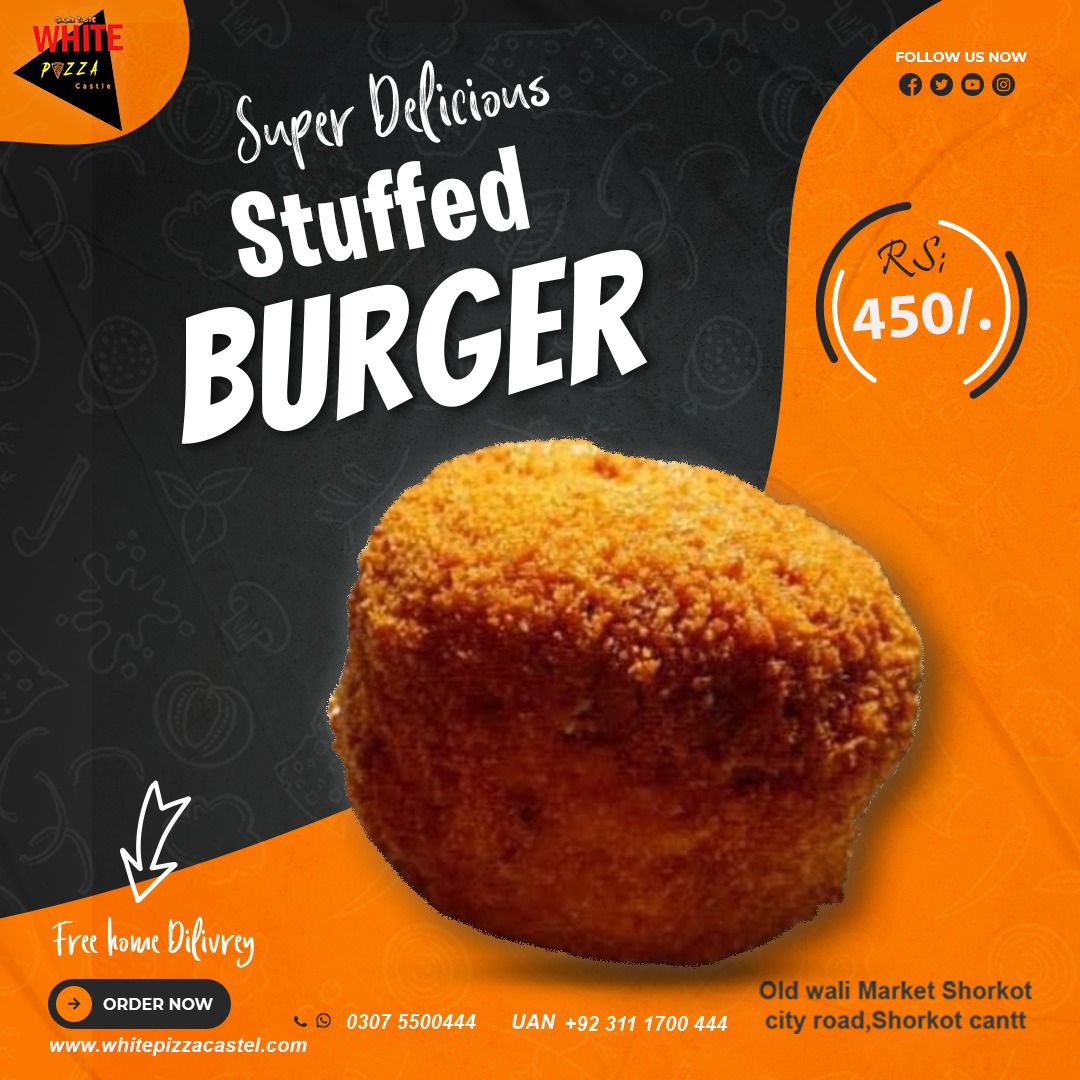 WHITE
PIZZA
Castle
FOLLOW US NOW
Super Delicious
Stuffed
BURGER
RS;
450/.
Free home Dilivrey
ORDER NOW
0307 5500444
UAN +92 311 1700 444
www.whitepizzacastel.com
Old wali Market Shorkot
city road,Shorkot cantt